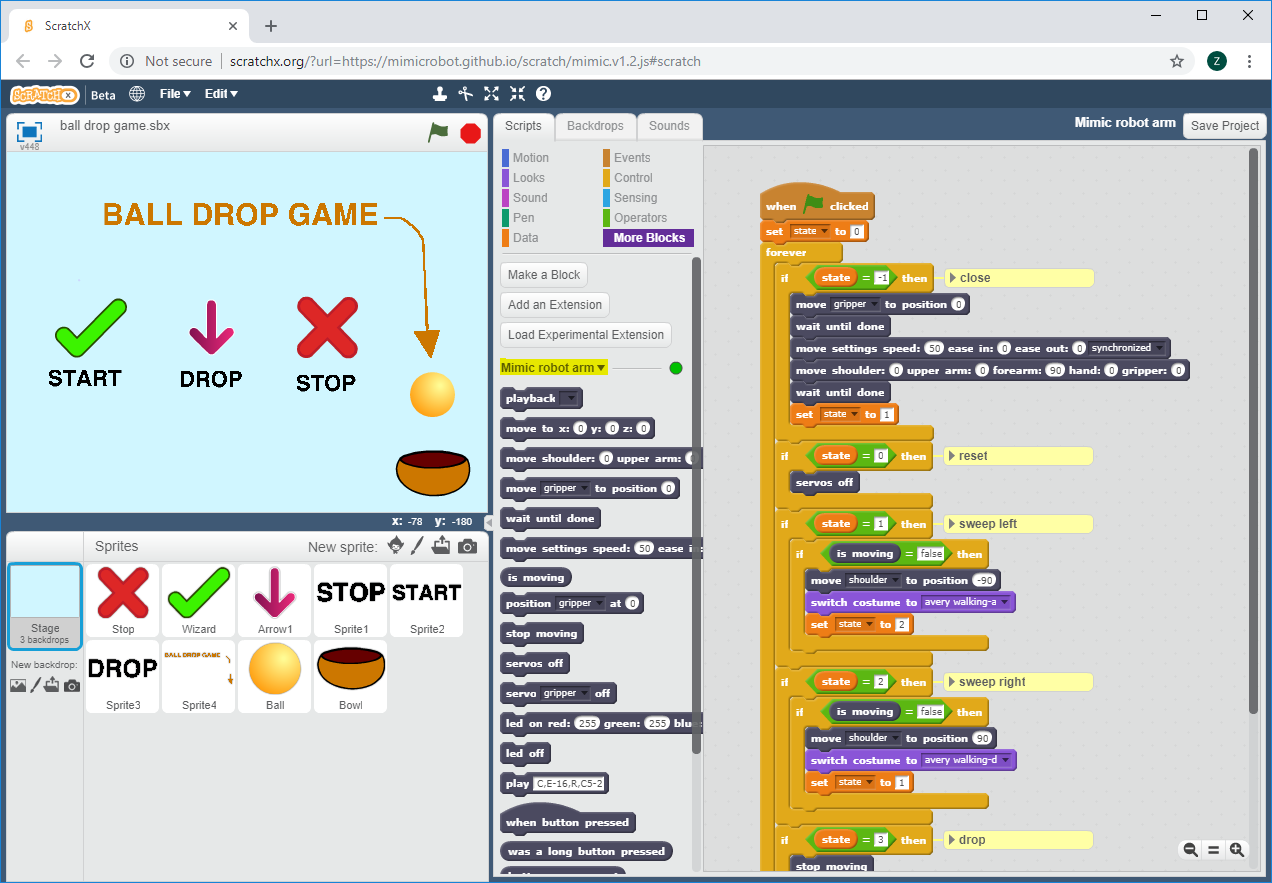 ScratchX
Not secure | scratchx.org/?url=https://mimicrobot.github.io/scratch/mimic.v1.2.js#scratch
Z
SCRATCHX Beta File Edit
ball drop game.sbx
v448
BALL DROP GAME
START DROP STOP
x: -78 y: -180
Sprites New sprite:
Stage
3 backdrops
New backdrop:
Stop
Wizard
Arrow1
STOP
Sprite1
START
Sprite2
DROP
Sprite3
BALL DROP GAME
Sprite4
Ball
Bowl
Scripts Backdrops Sounds
Mimic robot arm Save Project
Motion Events
Looks Control
Sound Sensing
Pen Operators
Data More Blocks
Make a Block
Add an Extension
Load Experimental Extension
Mimic robot arm
playback
move to x: 0 y: 0 z: 0
move shoulder: 0 upper arm:
move gripper to position 0
wait until done
move settings speed: 50 ease in:
is moving
position gripper at 0
stop moving
servos off
servo gripper off
led on red: 255 green: 255 blu
led off
play C,E-16,R,C5-2
when button pressed
was a long button pressed
when clicked
set state to 0
forever
if state = -1 then close
move gripper to position 0
wait until done
move settings speed: 50 ease in: 0 ease out: 0 synchronized
move shoulder: 0 upper arm: 0 forearm: 90 hand: 0 gripper: 0
wait until done
set state to 1
if state = 0 then reset
servos off
if state = 1 then sweep left
if is moving = false then
move shoulder to position -90
switch costume to avery walking-a
set state to 2
if state = 2 then sweep right
if is moving = false then
move shoulder to position 90
switch costume to avery walking-d
set state to 1
if state = 3 then drop
stop moving